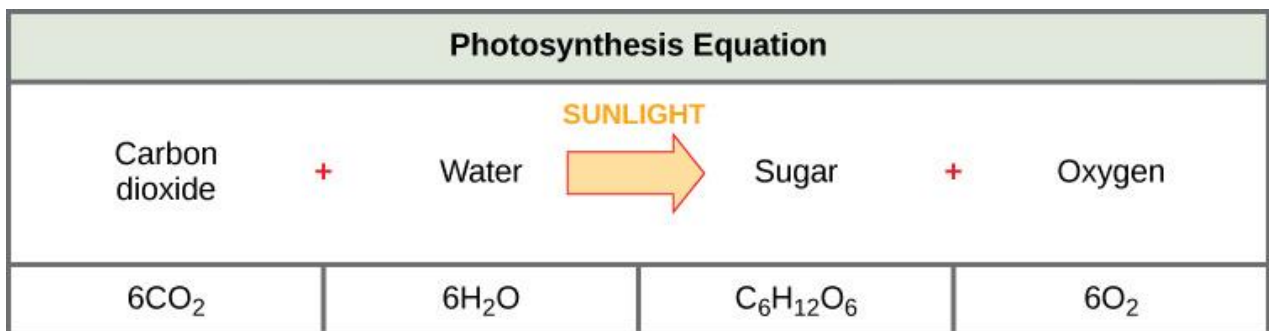 Photosynthesis Equation
SUNLIGHT
Carbon dioxide + Water Sugar + Oxygen
6CO₂ 6H₂O C₆H₁₂O₆ 6O₂